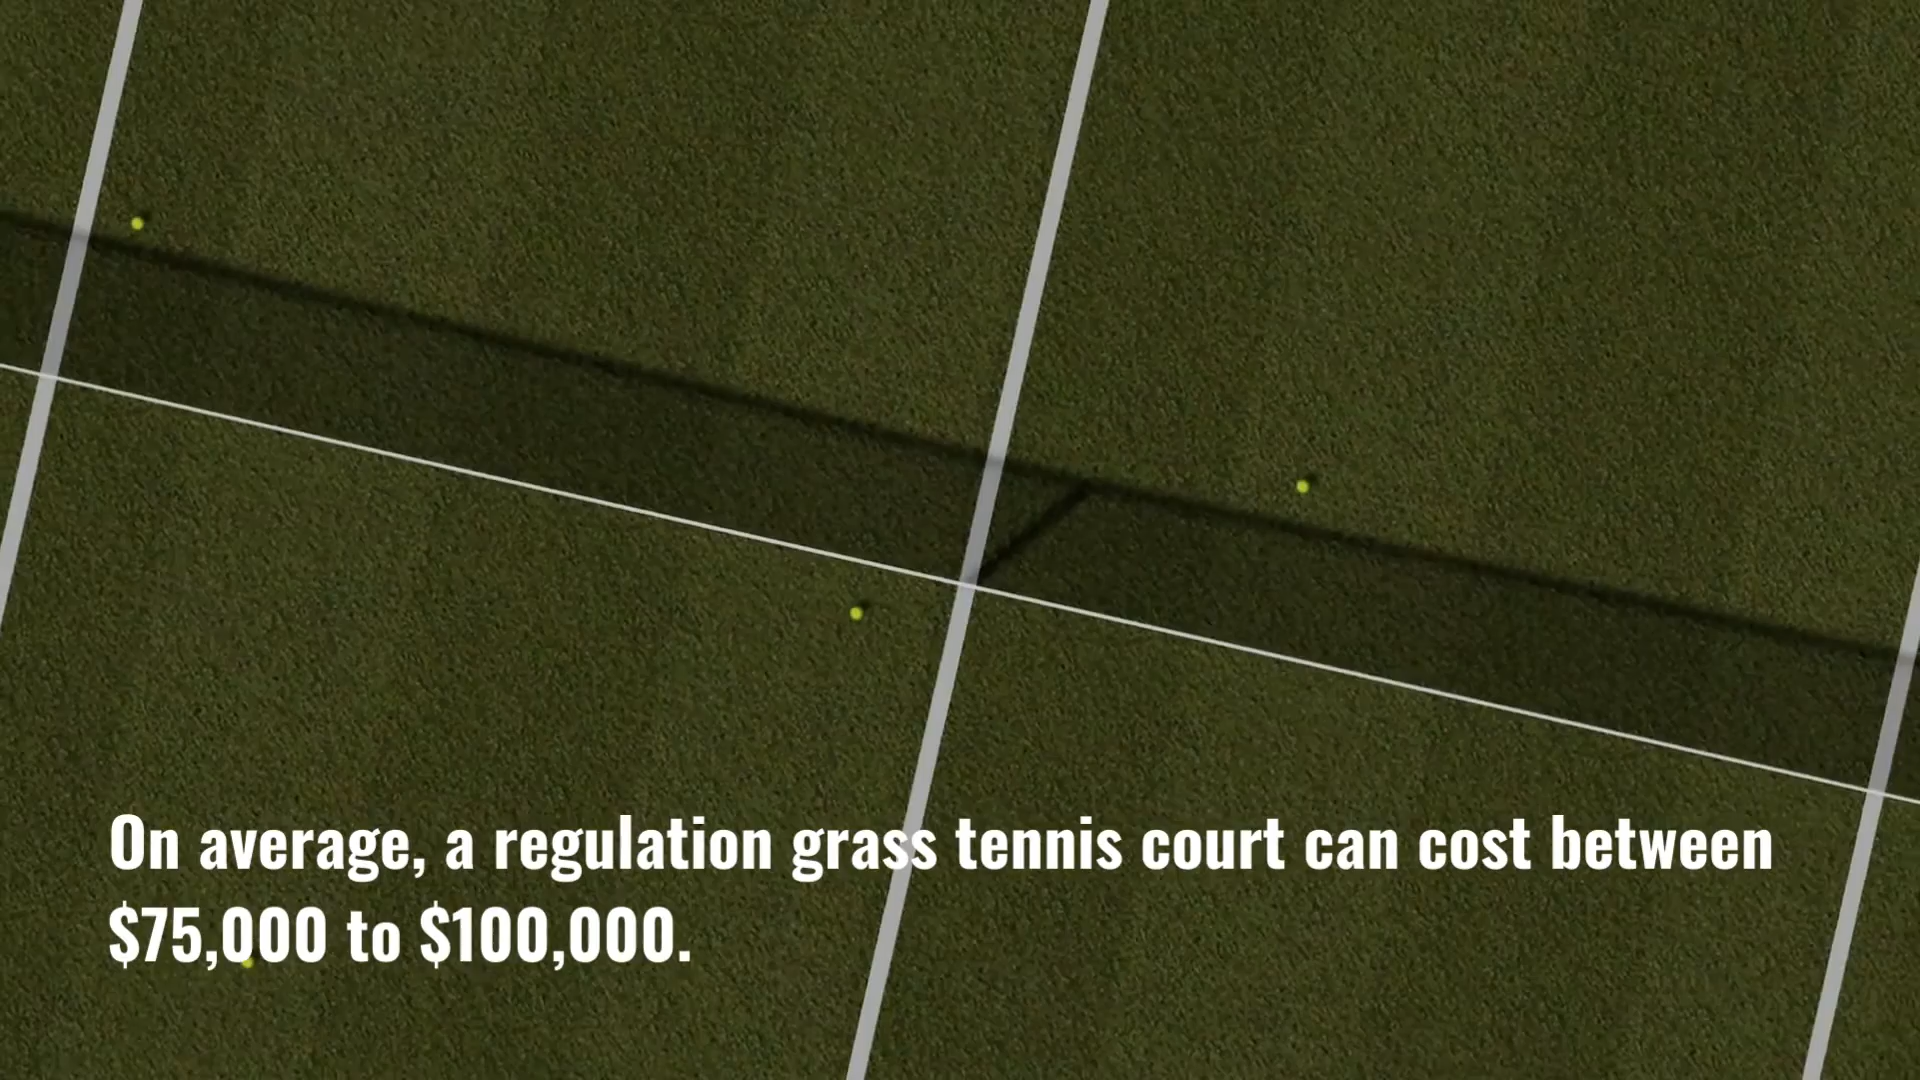 On average, a regulation grass tennis court can cost between
$75,000 to $100,000.